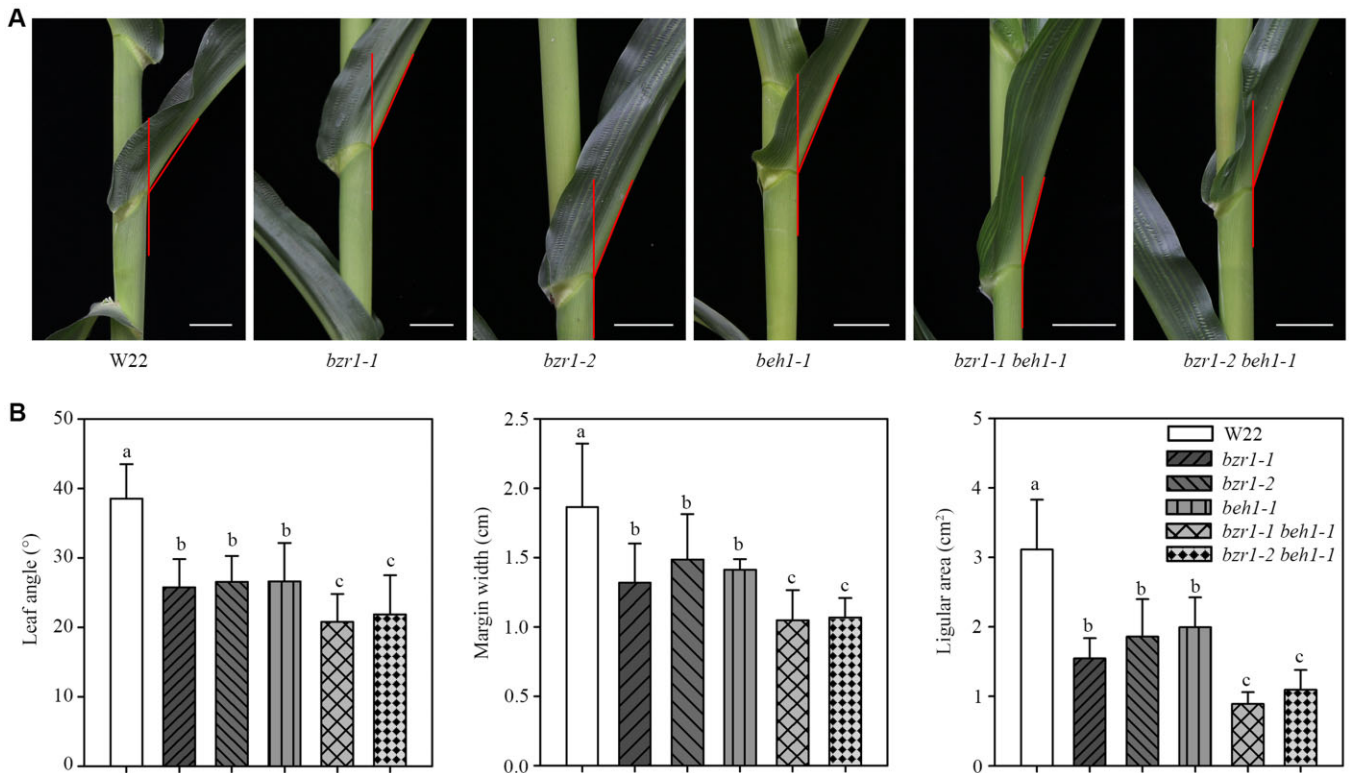 A
W22
bzr1-1
bzr1-2
beh1-1
bzr1-1 beh1-1
bzr1-2 beh1-1
B
Leaf angle (°)
50
40
30
20
10
0
a
b
b
b
c
c
Margin width (cm)
2.5
2.0
1.5
1.0
0.5
0.0
a
b
b
b
c
c
Ligular area (cm²)
5
4
3
2
1
0
a
b
b
b
c
c
W22
bzr1-1
bzr1-2
beh1-1
bzr1-1 beh1-1
bzr1-2 beh1-1